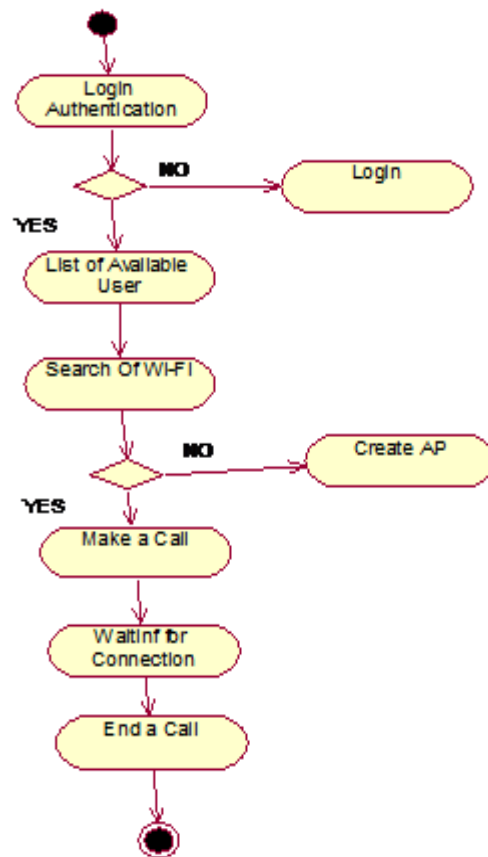 Login
Authentication
NO
Login
YES
List of Available
User
Search Of Wi-Fi
NO
Create AP
YES
Make a Call
Waitinf for
Connection
End a Call